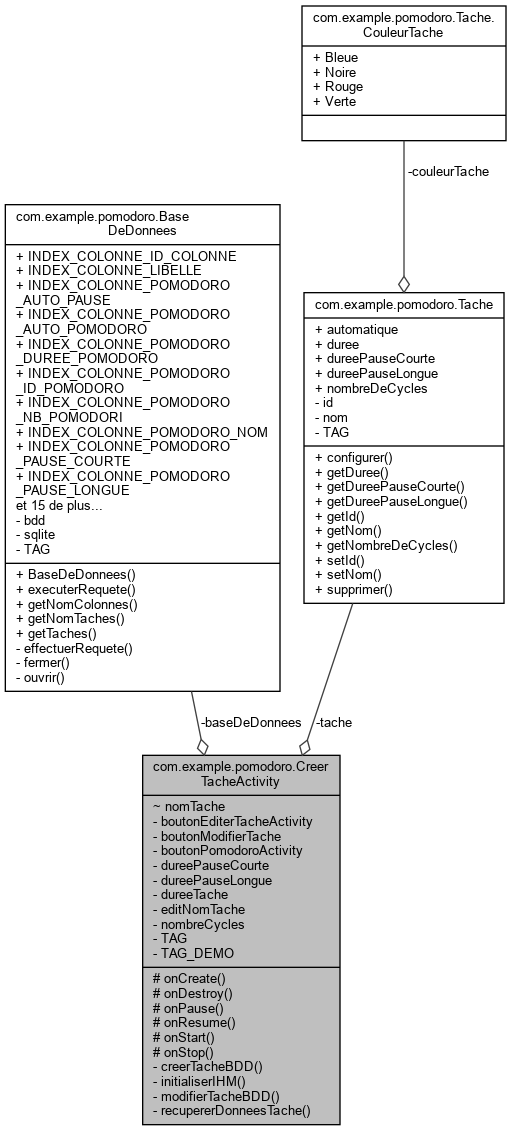 com.example.pomodoro.Tache.
CouleurTache
+ Bleue
+ Noire
+ Rouge
+ Verte
-couleurTache
com.example.pomodoro.Base
DeDonnees
+ INDEX_COLONNE_ID_COLONNE
+ INDEX_COLONNE_LIBELLE
+ INDEX_COLONNE_POMODORO
_AUTO_PAUSE
+ INDEX_COLONNE_POMODORO
_AUTO_POMODORO
+ INDEX_COLONNE_POMODORO
_DUREE_POMODORO
+ INDEX_COLONNE_POMODORO
_ID_POMODORO
+ INDEX_COLONNE_POMODORO
_NB_POMODORI
+ INDEX_COLONNE_POMODORO_NOM
+ INDEX_COLONNE_POMODORO
_PAUSE_COURTE
+ INDEX_COLONNE_POMODORO
_PAUSE_LONGUE
et 15 de plus...
- bdd
- sqlite
- TAG
+ BaseDeDonnees()
+ executerRequete()
+ getNomColonnes()
+ getNomTaches()
+ getTaches()
- effectuerRequete()
- fermer()
- ouvrir()
com.example.pomodoro.Tache
+ automatique
+ duree
+ dureePauseCourte
+ dureePauseLongue
+ nombreDeCycles
- id
- nom
- TAG
+ configurer()
+ getDuree()
+ getDureePauseCourte()
+ getDureePauseLongue()
+ getId()
+ getNom()
+ getNombreDeCycles()
+ setId()
+ setNom()
+ supprimer()
-baseDeDonnees
-tache
com.example.pomodoro.Creer
TacheActivity
~ nomTache
- boutonEditerTacheActivity
- boutonModifierTache
- boutonPomodoroActivity
- dureePauseCourte
- dureePauseLongue
- dureeTache
- editNomTache
- nombreCycles
- TAG
- TAG_DEMO
# onCreate()
# onDestroy()
# onPause()
# onResume()
# onStart()
# onStop()
- creerTacheBDD()
- initialiserIHM()
- modifierTacheBDD()
- recupererDonneesTache()